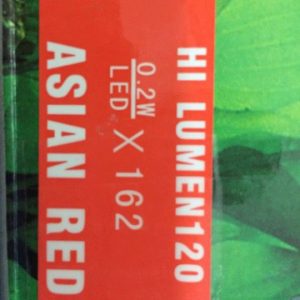 HI LUMEN120
0.2W
LED X 162
ASIAN RED